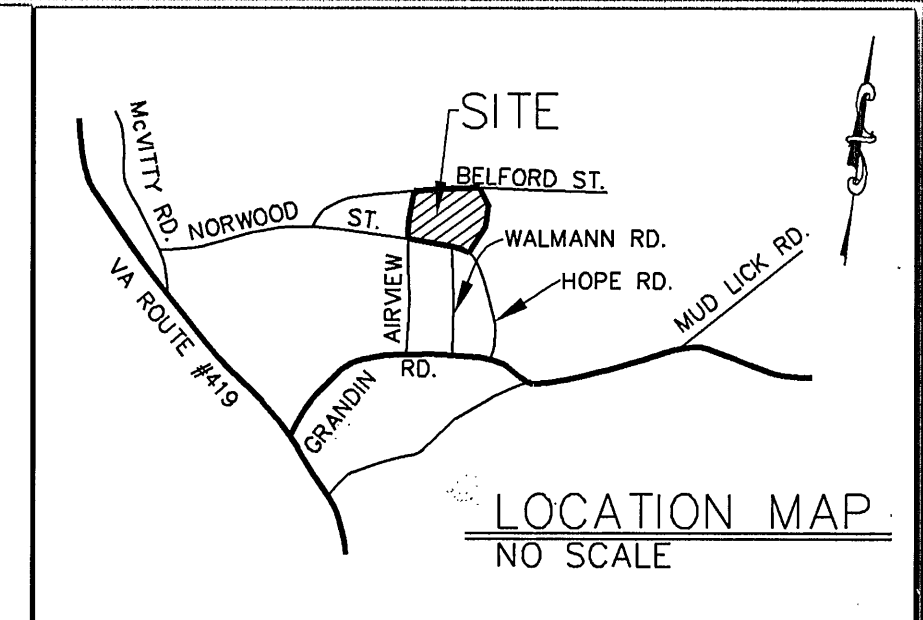 SITE
McVITTY RD.
BELFORD ST.
NORWOOD ST.
WALMANN RD.
HOPE RD.
MUD LICK RD.
AIRVIEW
VA ROUTE #419
GRANDIN RD.
LOCATION MAP
NO SCALE